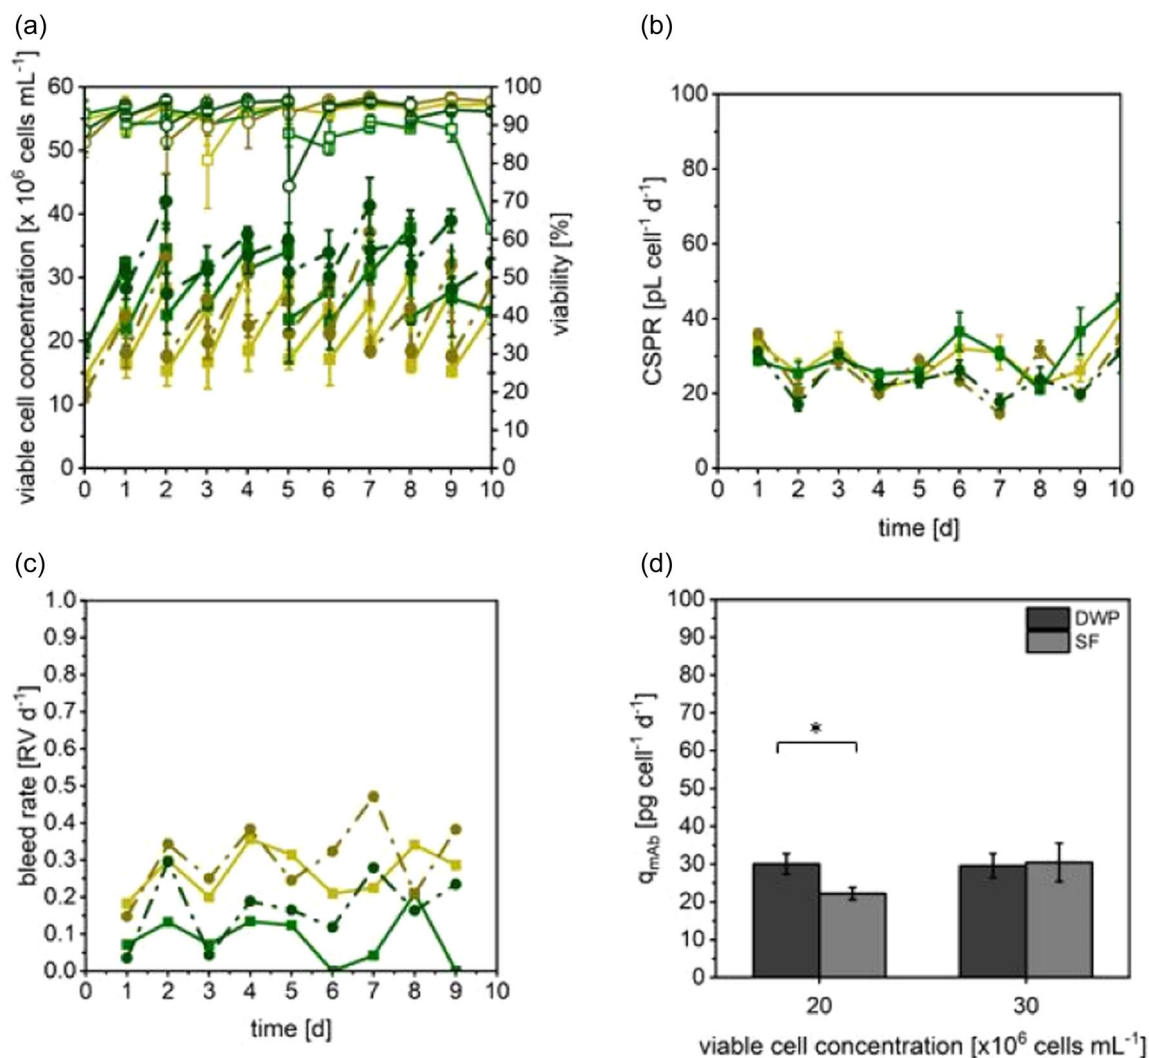 (a)
viable cell concentration [x 10⁶ cells mL⁻¹]
60
50
40
30
20
10
0
100
90
80
70
60
50
40
30
20
10
0
viability [%]
0 1 2 3 4 5 6 7 8 9 10
(b)
CSPR [pL cell⁻¹ d⁻¹]
100
80
60
40
20
0
0 1 2 3 4 5 6 7 8 9 10
time [d]
(c)
bleed rate [RV d⁻¹]
1.0
0.9
0.8
0.7
0.6
0.5
0.4
0.3
0.2
0.1
0.0
0 1 2 3 4 5 6 7 8 9 10
time [d]
(d)
qmAb [pg cell⁻¹ d⁻¹]
100
90
80
70
60
50
40
30
20
10
0
DWP
SF
*
20 30
viable cell concentration [x10⁶ cells mL⁻¹]